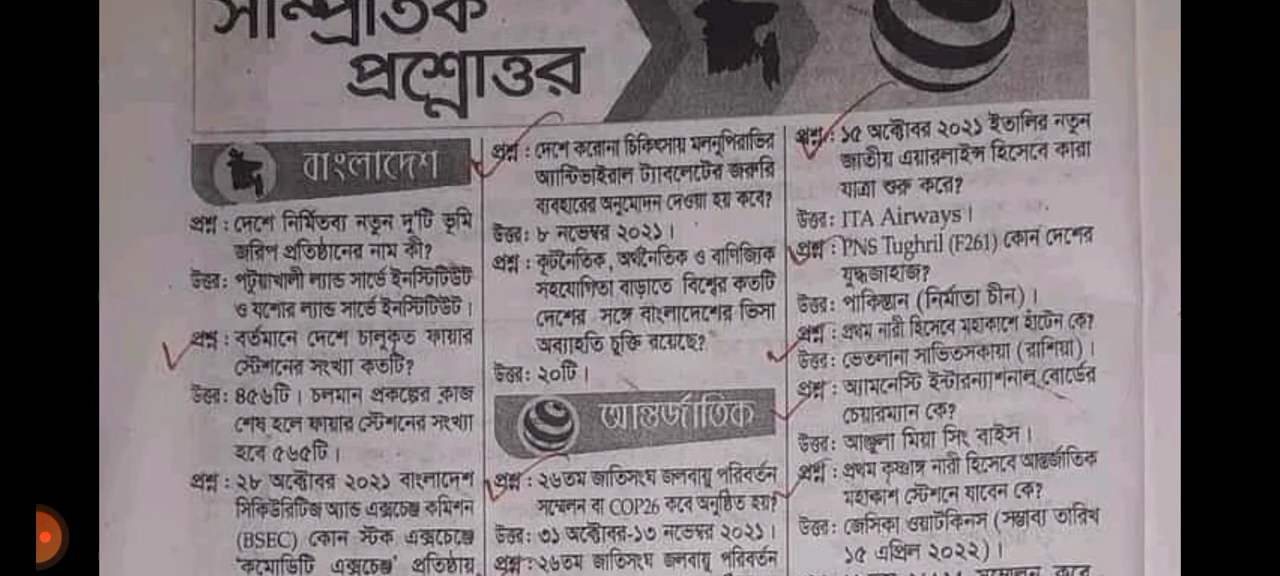 সাম্প্রতিক
প্রশ্নোত্তর
বাংলাদেশ
প্রশ্ন : দেশে নির্মিতব্য নতুন দু'টি ভূমি
জরিপ প্রতিষ্ঠানের নাম কী?
উত্তর: পটুয়াখালী ল্যান্ড সার্ভে ইনস্টিটিউট
ও যশোর ল্যান্ড সার্ভে ইনস্টিটিউট।
প্রশ্ন : বর্তমানে দেশে চালুকৃত ফায়ার
স্টেশনের সংখ্যা কতটি?
উত্তর: ৪৫৬টি। চলমান প্রকল্পের কাজ
শেষ হলে ফায়ার স্টেশনের সংখ্যা
হবে ৫৬৫টি।
প্রশ্ন : ২৮ অক্টোবর ২০২১ বাংলাদেশ
সিকিউরিটিজ অ্যান্ড এক্সচেঞ্জ কমিশন
(BSEC) কোন স্টক এক্সচেঞ্জে
'কমোডিটি এক্সচেঞ্জ' প্রতিষ্ঠায়
প্রশ্ন : দেশে করোনা চিকিৎসায় মলনুপিরাভির
অ্যান্টিভাইরাল ট্যাবলেটের জরুরি
ব্যবহারের অনুমোদন দেওয়া হয় কবে?
উত্তর: ৮ নভেম্বর ২০২১।
প্রশ্ন : কূটনৈতিক, অর্থনৈতিক ও বাণিজ্যিক
সহযোগিতা বাড়াতে বিশ্বের কতটি
দেশের সঙ্গে বাংলাদেশের ভিসা
অব্যাহতি চুক্তি রয়েছে?
উত্তর: ২০টি।
আন্তর্জাতিক
প্রশ্ন : ২৬তম জাতিসংঘ জলবায়ু পরিবর্তন
সম্মেলন বা COP26 কবে অনুষ্ঠিত হয়?
উত্তর: ৩১ অক্টোবর-১৩ নভেম্বর ২০২১।
প্রশ্ন : ২৬তম জাতিসংঘ জলবায়ু পরিবর্তন
প্রশ্ন : ১৫ অক্টোবর ২০২১ ইতালির নতুন
জাতীয় এয়ারলাইন্স হিসেবে কারা
যাত্রা শুরু করে?
উত্তর: ITA Airways।
প্রশ্ন : PNS Tughril (F261) কোন দেশের
যুদ্ধজাহাজ?
উত্তর: পাকিস্তান (নির্মাতা চীন)।
প্রশ্ন : প্রথম নারী হিসেবে মহাকাশে হাঁটেন কে?
উত্তর: ভেতলানা সাভিতসকায়া (রাশিয়া)।
প্রশ্ন : অ্যামনেস্টি ইন্টারন্যাশনাল বোর্ডের
চেয়ারম্যান কে?
উত্তর: আঞ্জুলা মিয়া সিং বাইস।
প্রশ্ন : প্রথম কৃষ্ণাঙ্গ নারী হিসেবে আন্তর্জাতিক
মহাকাশ স্টেশনে যাবেন কে?
উত্তর: জেসিকা ওয়াটকিনস (সম্ভাব্য তারিখ
১৫ এপ্রিল ২০২২)।